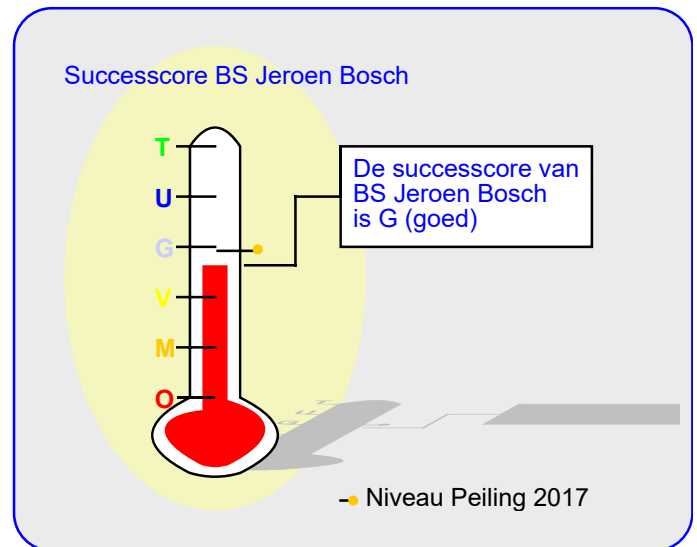 Successcore BS Jeroen Bosch
T
U
G
V
M
O
De successcore van
BS Jeroen Bosch
is G (goed)
T
U
G
Niveau Peiling 2017